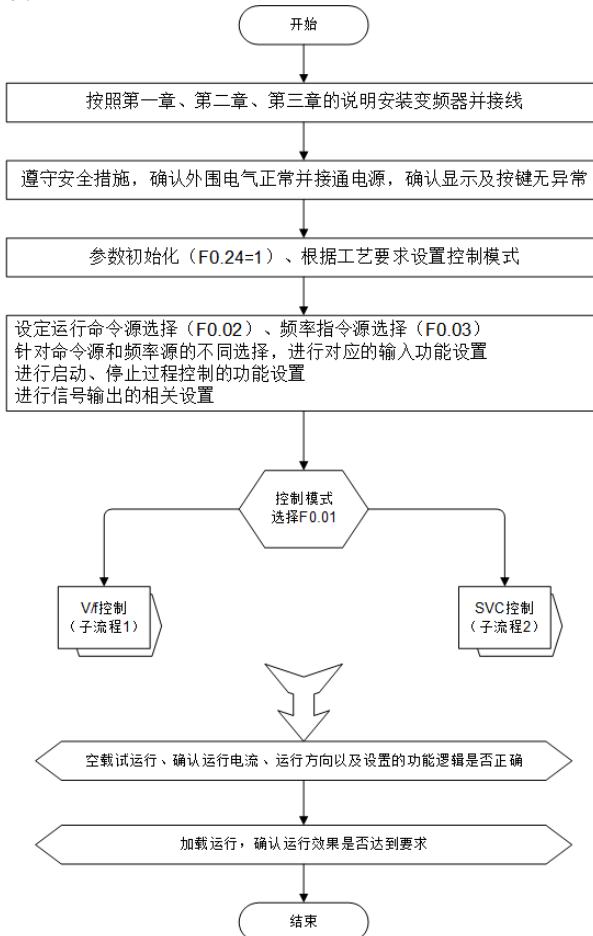 开始
按照第一章、第二章、第三章的说明安装变频器并接线
遵守安全措施，确认外围电气正常并接通电源，确认显示及按键无异常
参数初始化（F0.24=1）、根据工艺要求设置控制模式
设定运行命令源选择（F0.02）、频率指令源选择（F0.03）
针对命令源和频率源的不同选择，进行对应的输入功能设置
进行启动、停止过程控制的功能设置
进行信号输出的相关设置
控制模式
选择F0.01
V/f控制
（子流程1）
SVC控制
（子流程2）
空载试运行、确认运行电流、运行方向以及设置的功能逻辑是否正确
加载运行，确认运行效果是否达到要求
结束